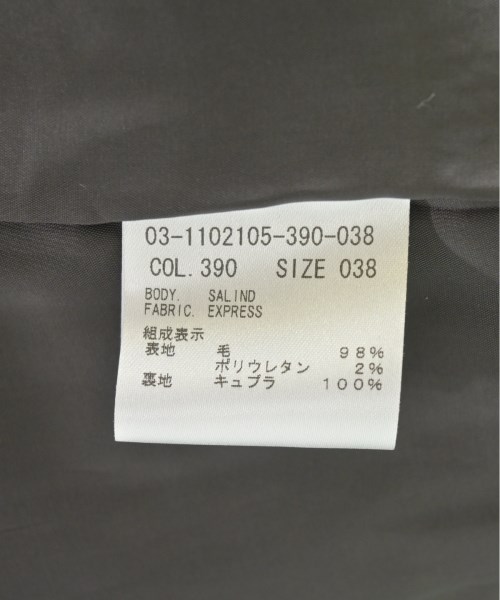 03-1102105-390-038
COL. 390 SIZE 038
BODY. SALIND
FABRIC. EXPRESS
組成表示
表地 毛 98%
ポリウレタン 2%
裏地 キュプラ 100%